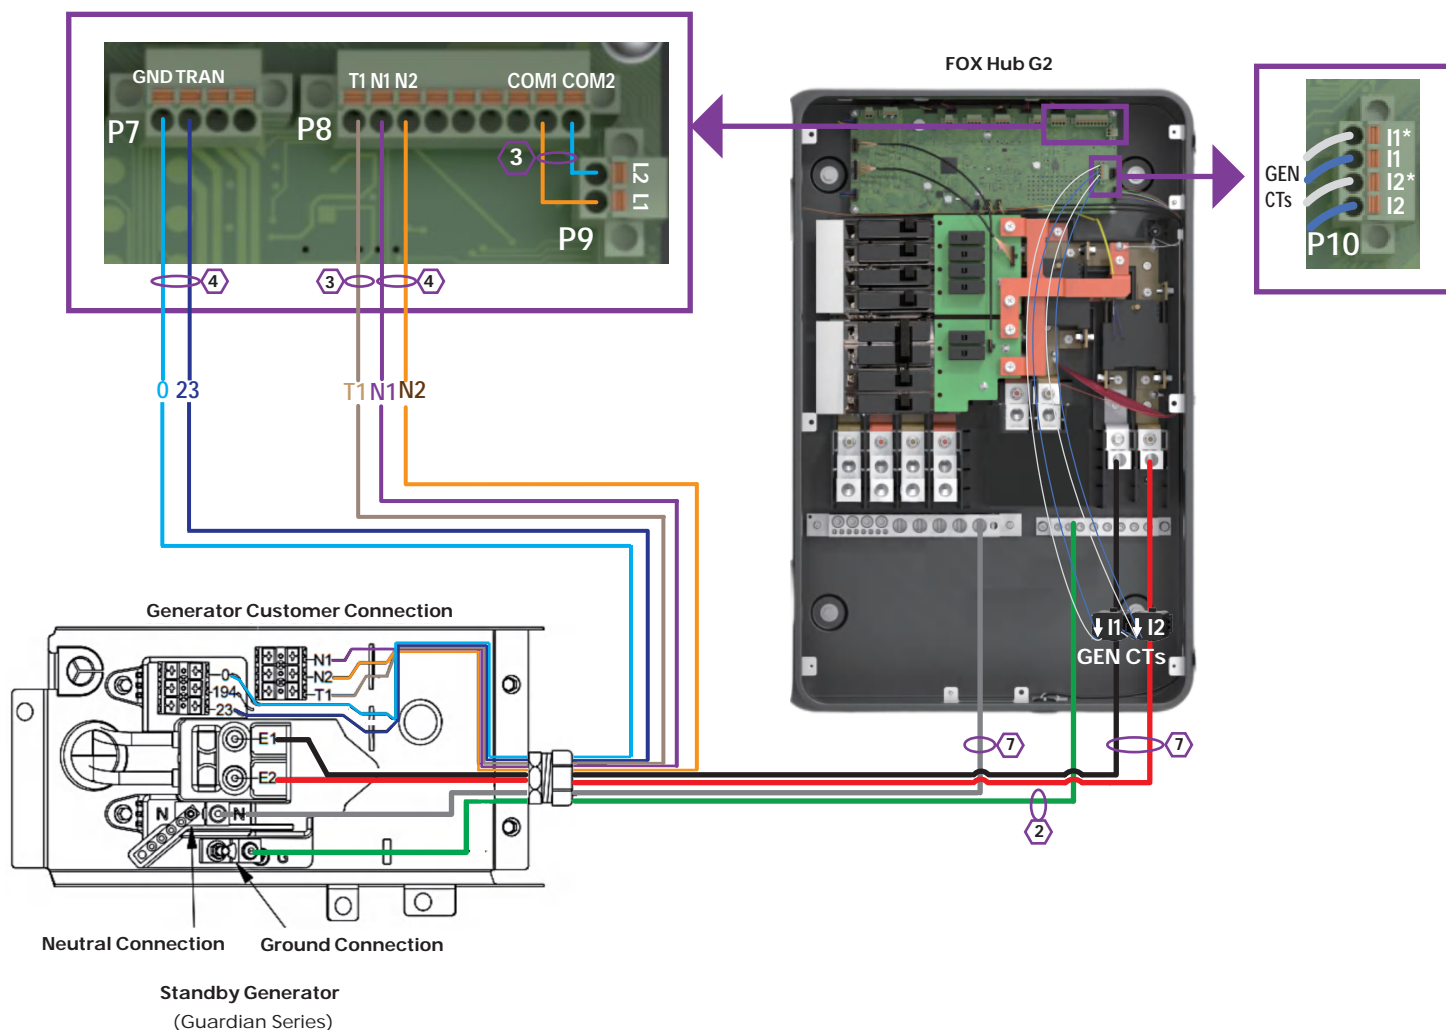 FOX Hub G2
GND TRAN
T1 N1 N2
COM1 COM2
P7
P8
3
L2
L1
P9
4
3
4
I1*
I1
I2*
I2
GEN
CTs
P10
0 23
T1 N1 N2
Generator Customer Connection
N1
N2
T1
0
194
23
E1
E2
N
N
G
I1
I2
GEN CTs
7
7
2
Neutral Connection
Ground Connection
Standby Generator
(Guardian Series)